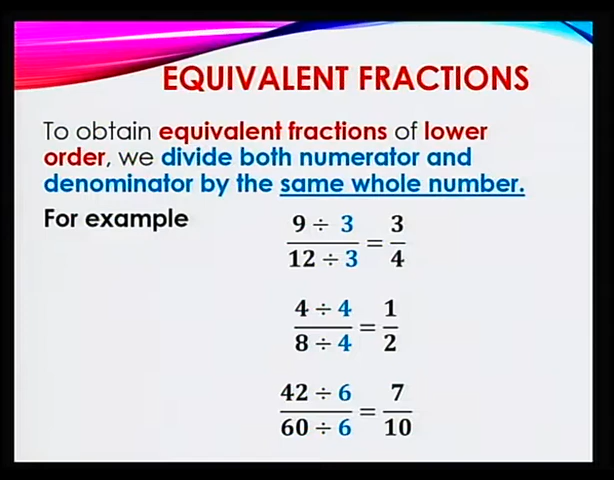 EQUIVALENT FRACTIONS
To obtain equivalent fractions of lower
order, we divide both numerator and
denominator by the same whole number.
For example
9 ÷ 3 / 12 ÷ 3 = 3 / 4
4 ÷ 4 / 8 ÷ 4 = 1 / 2
42 ÷ 6 / 60 ÷ 6 = 7 / 10